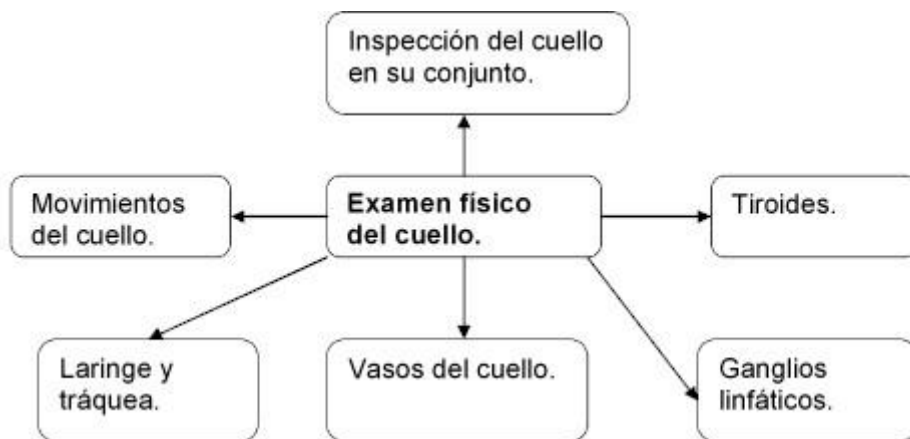 Inspección del cuello
en su conjunto.
Movimientos
del cuello.
Examen físico
del cuello.
Tiroides.
Laringe y
tráquea.
Vasos del cuello.
Ganglios
linfáticos.